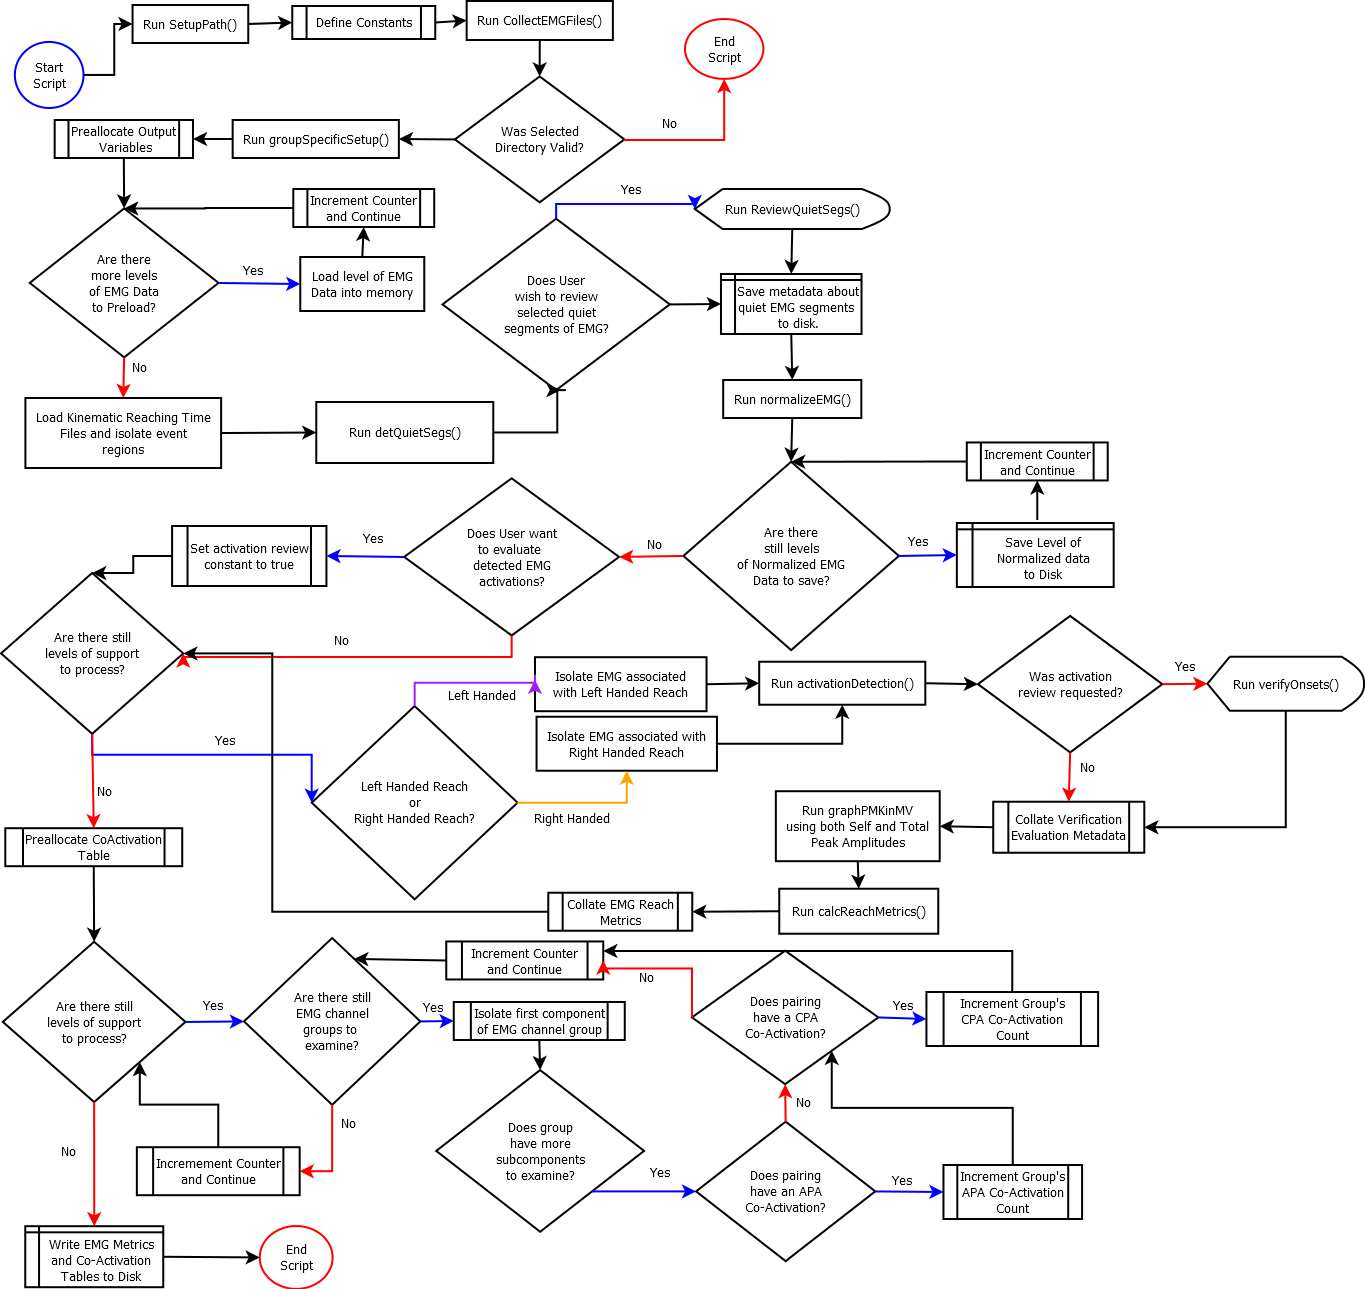 Start
Script
Run SetupPath()
Define Constants
Run CollectEMGFiles()
End
Script
Was Selected
Directory Valid?
No
Run groupSpecificSetup()
Preallocate Output
Variables
Increment Counter
and Continue
Are there
more levels
of EMG Data
to Preload?
Yes
Load level of EMG
Data into memory
No
Load Kinematic Reaching Time
Files and isolate event
regions
Run detQuietSegs()
Does User
wish to review
selected quiet
segments of EMG?
Yes
Run ReviewQuietSegs()
Save metadata about
quiet EMG segments
to disk.
Run normalizeEMG()
Are there
still levels
of Normalized EMG
Data to save?
Yes
Save Level of
Normalized data
to Disk
Increment Counter
and Continue
No
Does User want
to evaluate
detected EMG
activations?
Yes
Set activation review
constant to true
No
Are there still
levels of support
to process?
Yes
No
Left Handed Reach
or
Right Handed Reach?
Left Handed
Isolate EMG associated
with Left Handed Reach
Right Handed
Isolate EMG associated with
Right Handed Reach
Run activationDetection()
Was activation
review requested?
Yes
Run verifyOnsets()
No
Collate Verification
Evaluation Metadata
Run graphPMKinMV
using both Self and Total
Peak Amplitudes
Run calcReachMetrics()
Collate EMG Reach
Metrics
Preallocate CoActivation
Table
Are there still
levels of support
to process?
Yes
Are there still
EMG channel
groups to
examine?
Yes
No
Incremement Counter
and Continue
Increment Counter
and Continue
Isolate first component
of EMG channel group
Does group
have more
subcomponents
to examine?
Yes
Does pairing
have an APA
Co-Activation?
Yes
Increment Group's
APA Co-Activation
Count
No
Does pairing
have a CPA
Co-Activation?
Yes
Increment Group's
CPA Co-Activation
Count
No
No
Write EMG Metrics
and Co-Activation
Tables to Disk
End
Script